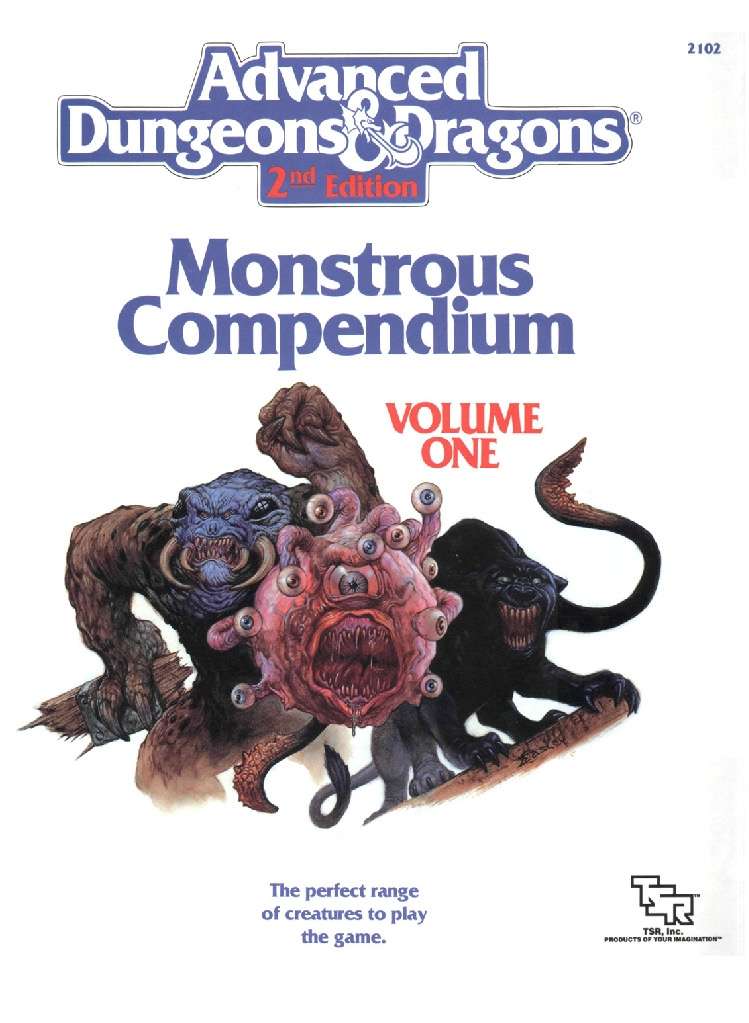 2102
Advanced
Dungeons & Dragons®
2nd Edition
Monstrous
Compendium
VOLUME
ONE
Easley
The perfect range
of creatures to play
the game.
TSR™
TSR, Inc.
PRODUCTS OF YOUR IMAGINATION™